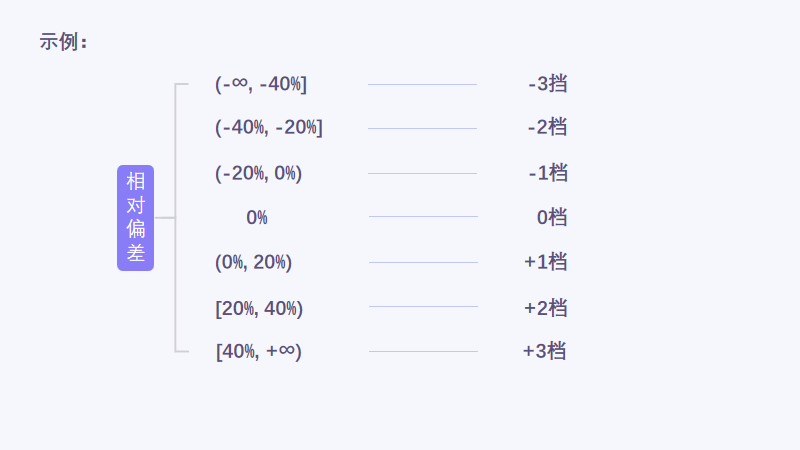 示例：
(-∞, -40%] -3挡
(-40%, -20%] -2档
(-20%, 0%) -1档
相对偏差
0% 0档
(0%, 20%) +1档
[20%, 40%) +2档
[40%, +∞) +3档